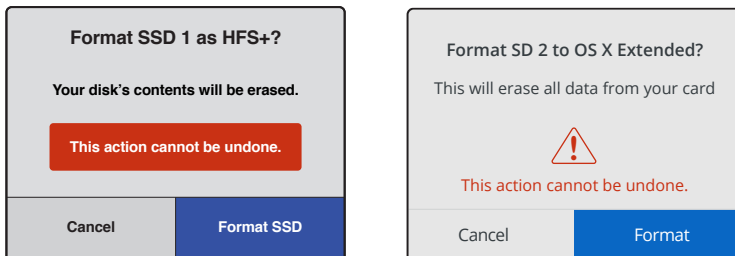 Format SSD 1 as HFS+?
Your disk's contents will be erased.
This action cannot be undone.
Cancel
Format SSD
Format SD 2 to OS X Extended?
This will erase all data from your card
This action cannot be undone.
Cancel
Format